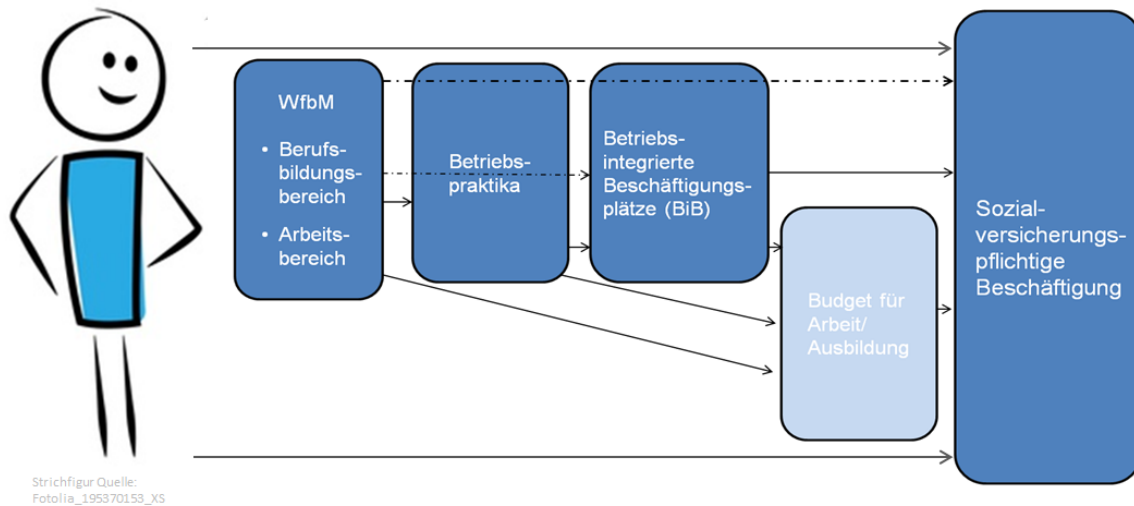 WfbM
• Berufs-
bildungs-
bereich
• Arbeits-
bereich
Betriebs-
praktika
Betriebs-
integrierte
Beschäftigungs-
plätze (BiB)
Budget für
Arbeit/
Ausbildung
Sozial-
versicherungs-
pflichtige
Beschäftigung
Strichfigur Quelle:
Fotolia_195370153_XS